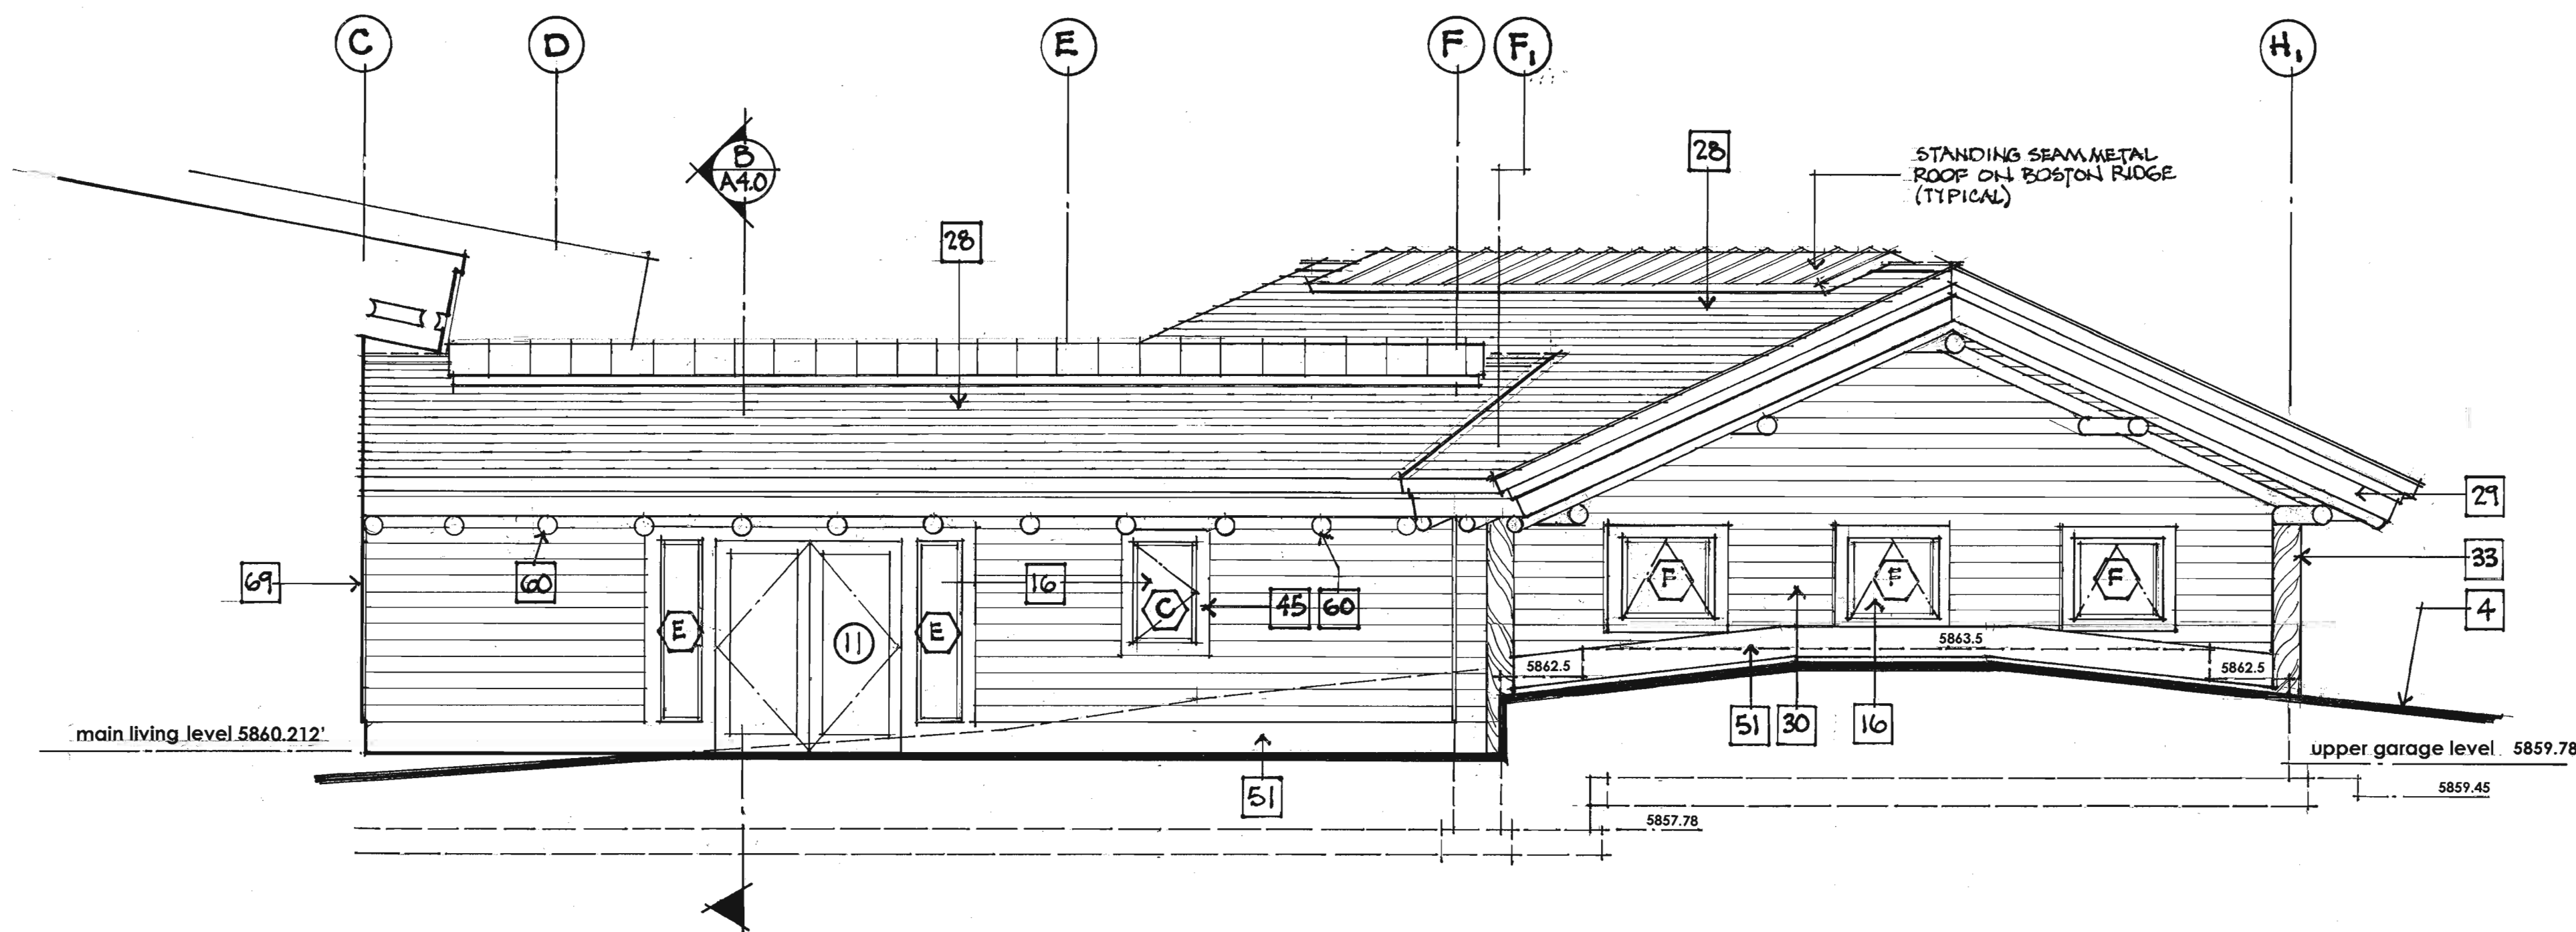 C
D
E
F
F1
H1
B
A4.0
28
STANDING SEAM METAL
ROOF ON BOSTON RIDGE
(TYPICAL)
28
29
33
4
69
60
16
45
60
E
11
E
C
F
F
F
5863.5
5862.5
5862.5
51
30
16
main living level 5860.212'
upper garage level 5859.78
51
5859.45
5857.78